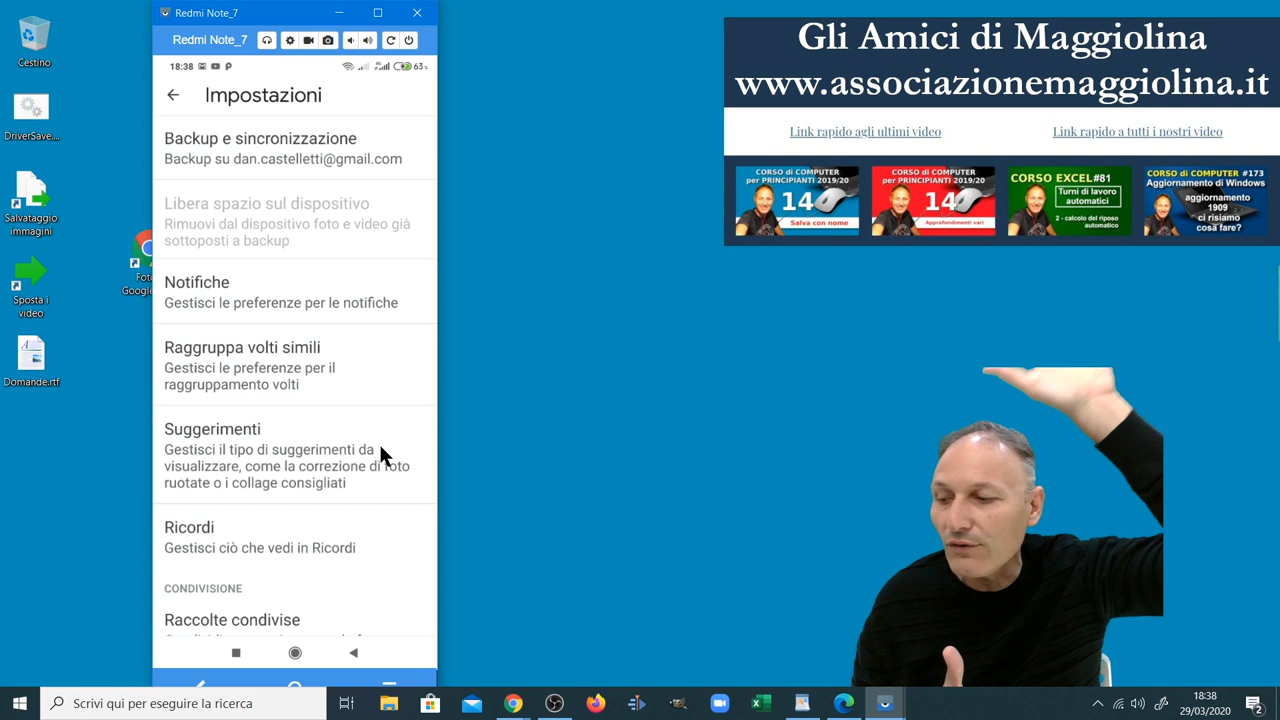 Cestino
DriverSave....
Salvataggio
immagini
Sposta i
video
Domande.rtf
Foto
Google
Redmi Note_7
Redmi Note_7
18:38
63%
Impostazioni
Backup e sincronizzazione
Backup su dan.castelletti@gmail.com
Libera spazio sul dispositivo
Rimuovi dal dispositivo foto e video già
sottoposti a backup
Notifiche
Gestisci le preferenze per le notifiche
Raggruppa volti simili
Gestisci le preferenze per il
raggruppamento volti
Suggerimenti
Gestisci il tipo di suggerimenti da
visualizzare, come la correzione di foto
ruotate o i collage consigliati
Ricordi
Gestisci ciò che vedi in Ricordi
CONDIVISIONE
Raccolte condivise
Gli Amici di Maggiolina
www.associazionemaggiolina.it
Link rapido agli ultimi video
Link rapido a tutti i nostri video
CORSO di COMPUTER
per PRINCIPIANTI 2019/20
14
Salva con nome
CORSO di COMPUTER
per PRINCIPIANTI 2019/20
14
Approfondimenti vari
CORSO EXCEL#81
Turni di lavoro
automatici
2 - calcolo del riposo
automatico
CORSO di COMPUTER #173
Aggiornamento di Windows
aggiornamento
1909
ci risiamo
cosa fare?
Scrivi qui per eseguire la ricerca
18:38
29/03/2020
2